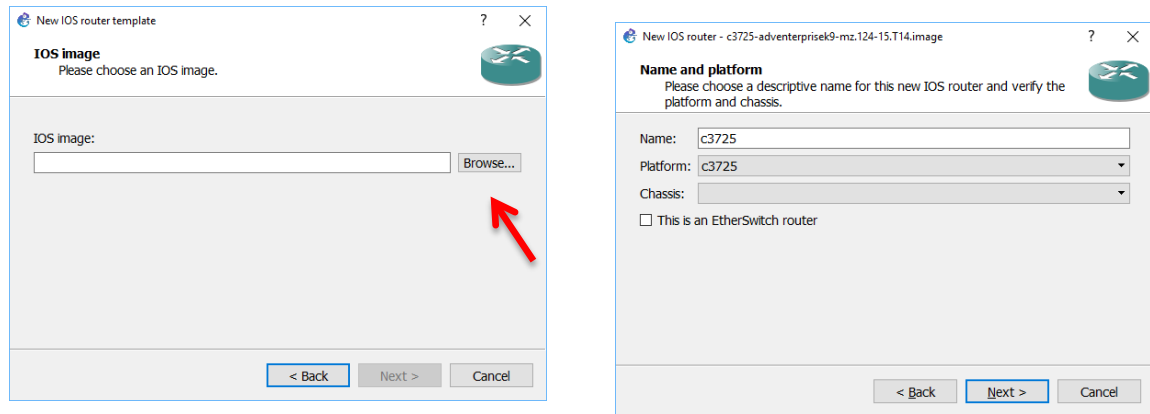 New IOS router template
?
IOS image
Please choose an IOS image.
IOS image:
Browse...
< Back
Next >
Cancel
New IOS router - c3725-adventerprisek9-mz.124-15.T14.image
?
Name and platform
Please choose a descriptive name for this new IOS router and verify the
platform and chassis.
Name: c3725
Platform: c3725
Chassis:
This is an EtherSwitch router
< Back
Next >
Cancel